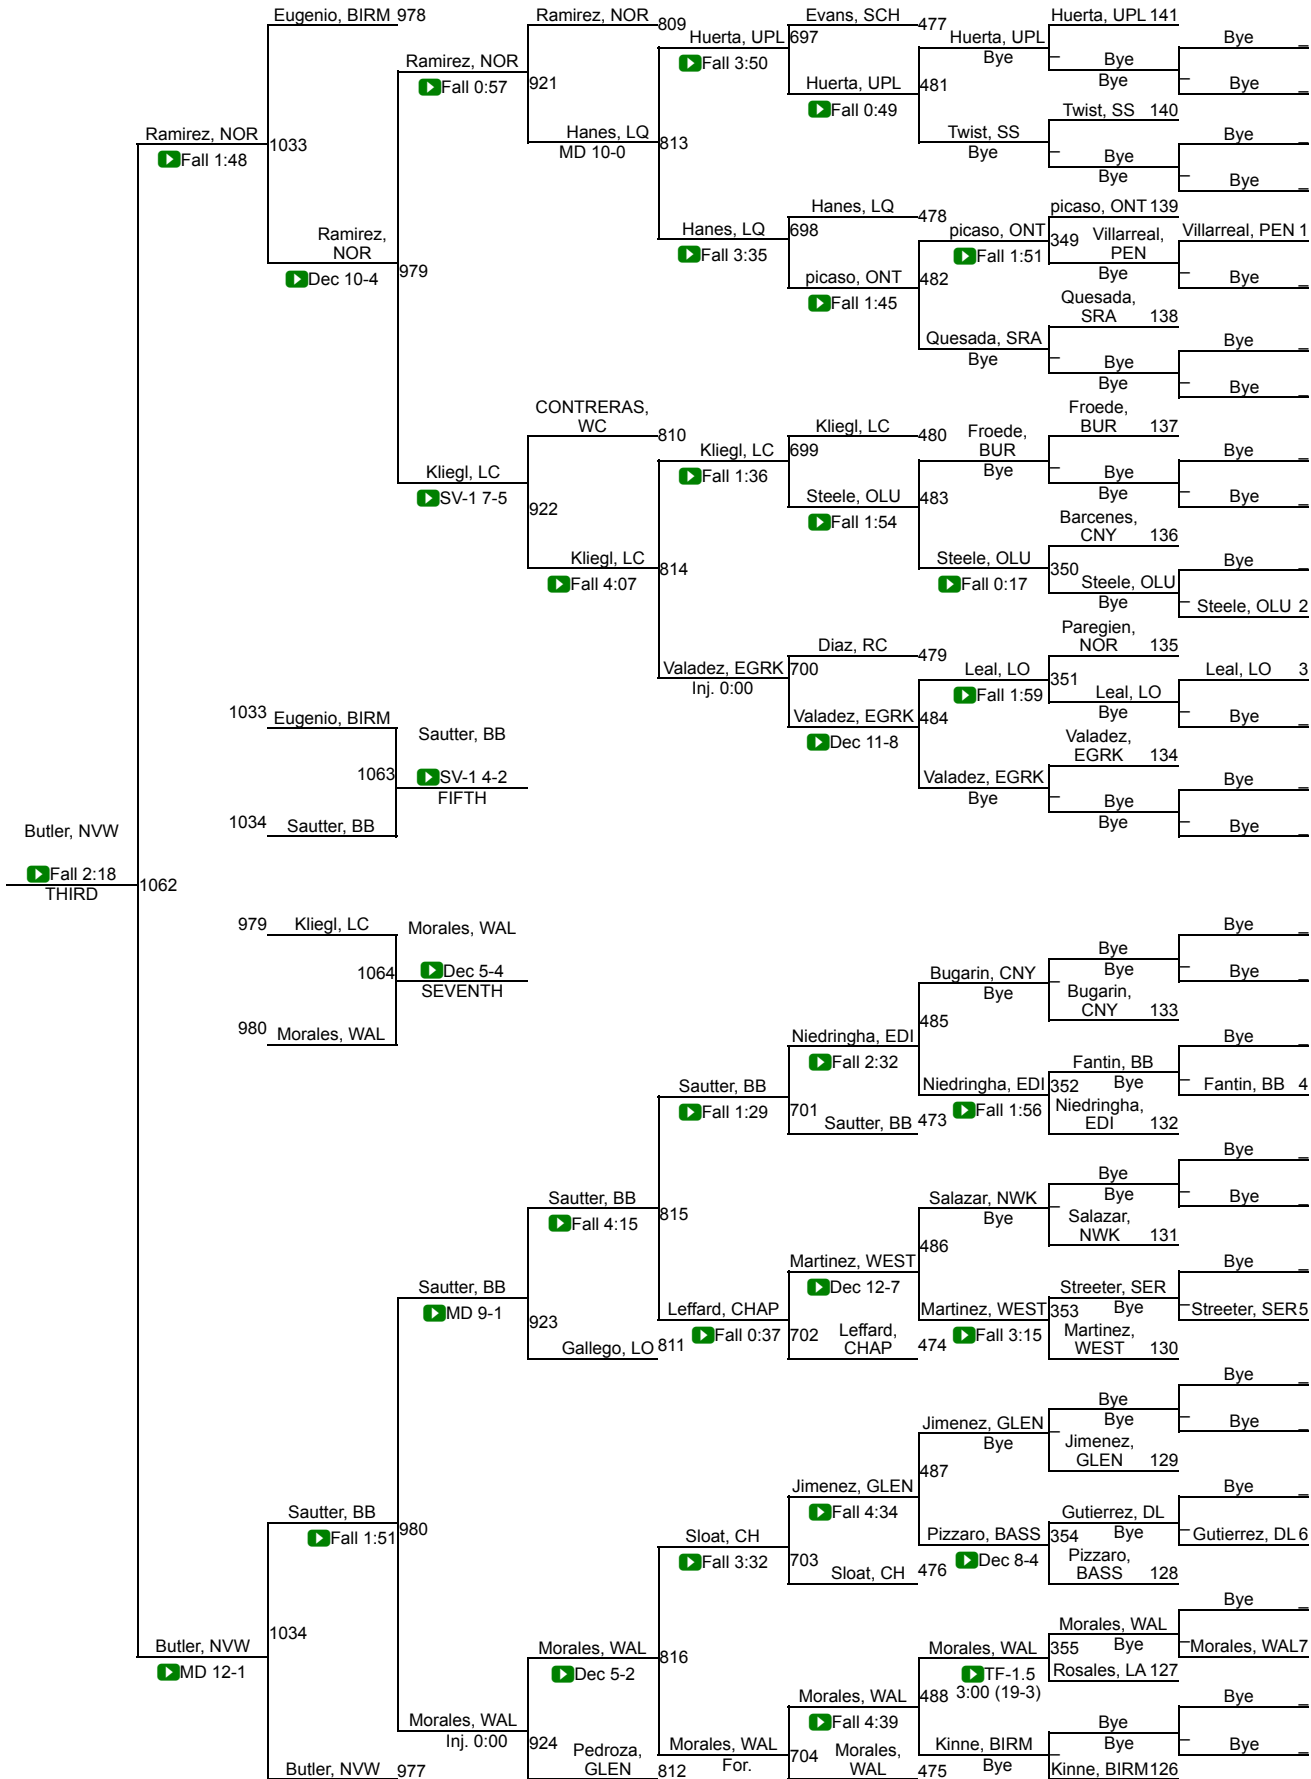 Eugenio, BIRM 978
Ramirez, NOR
809
Evans, SCH
477
Huerta, UPL 141
Huerta, UPL
697
Huerta, UPL
Bye
Bye
Ramirez, NOR
Fall 3:50
Bye
Bye
Bye
Fall 0:57
921
Huerta, UPL
481
Bye
Fall 0:49
Twist, SS 140
Ramirez, NOR
1033
Hanes, LQ
813
Twist, SS
Bye
Fall 1:48
MD 10-0
Bye
Bye
Bye
Bye
Hanes, LQ
478
picaso, ONT 139
Ramirez,
NOR
Hanes, LQ
698
picaso, ONT
349
Villarreal,
PEN
Villarreal, PEN 1
Fall 3:35
Fall 1:51
Dec 10-4
979
picaso, ONT
482
Bye
Bye
Fall 1:45
Quesada,
SRA 138
Quesada, SRA
Bye
Bye
Bye
Bye
Bye
CONTRERAS,
WC
810
Froede,
BUR 137
Kliegl, LC
480
Froede,
BUR
Kliegl, LC
699
Bye
Kliegl, LC
Fall 1:36
Bye
Bye
Bye
SV-1 7-5
922
Steele, OLU
483
Bye
Fall 1:54
Barcenes,
CNY 136
Kliegl, LC
814
Steele, OLU
350
Bye
Fall 4:07
Fall 0:17
Steele, OLU
Bye
Steele, OLU 2
Paregien,
NOR 135
Diaz, RC
479
Valadez, EGRK
700
Leal, LO
351
Leal, LO 3
Inj. 0:00
Fall 1:59
Leal, LO
1033
Eugenio, BIRM
Valadez, EGRK
484
Bye
Bye
Sautter, BB
Dec 11-8
Valadez,
EGRK 134
1063
SV-1 4-2
Valadez, EGRK
Bye
FIFTH
Bye
Bye
1034
Sautter, BB
Bye
Bye
Butler, NVW
Fall 2:18
1062
THIRD
979
Kliegl, LC
Morales, WAL
Bye
Bye
1064
Dec 5-4
Bugarin, CNY
Bye
Bye
SEVENTH
Bye
Bugarin,
CNY 133
980
Morales, WAL
485
Niedringha, EDI
Bye
Fall 2:32
Fantin, BB
Sautter, BB
Niedringha, EDI
352
Bye
Fantin, BB 4
Fall 1:29
701
Sautter, BB
473
Fall 1:56
Niedringha,
EDI 132
Bye
Bye
Sautter, BB
815
Salazar, NWK
Bye
Bye
Fall 4:15
Bye
Salazar,
NWK 131
486
Martinez, WEST
Bye
Sautter, BB
Dec 12-7
Streeter, SER
MD 9-1
923
Leffard, CHAP
Martinez, WEST
353
Bye
Streeter, SER 5
Fall 0:37
702
Leffard,
CHAP
474
Fall 3:15
Martinez,
WEST 130
Gallego, LO 811
Bye
Bye
Jimenez, GLEN
Bye
Bye
Bye
Jimenez,
GLEN 129
487
Jimenez, GLEN
Bye
Sautter, BB
980
Fall 4:34
Gutierrez, DL
Fall 1:51
Sloat, CH
Pizzaro, BASS
354
Bye
Gutierrez, DL 6
Fall 3:32
703
Sloat, CH
476
Dec 8-4
Pizzaro,
BASS 128
Bye
1034
Butler, NVW
Morales, WAL
816
Morales, WAL
Morales, WAL
MD 12-1
Dec 5-2
TF-1.5
3:00 (19-3)
355
Bye
Morales, WAL 7
Rosales, LA 127
Morales, WAL
488
Bye
Morales, WAL
Fall 4:39
Bye
Inj. 0:00
924
Pedroza,
GLEN
812
Morales, WAL
For.
704
Morales,
WAL
475
Kinne, BIRM
Bye
Bye
Bye
Butler, NVW 977
Kinne, BIRM 126